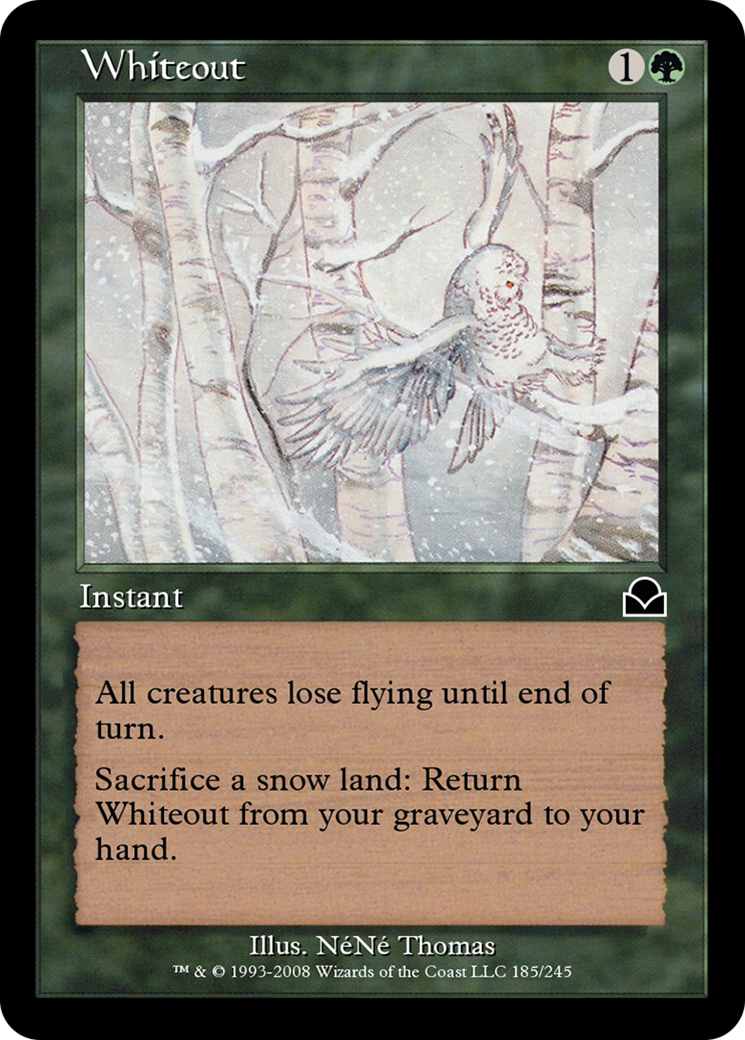 Whiteout 1
Instant
All creatures lose flying until end of
turn.
Sacrifice a snow land: Return
Whiteout from your graveyard to your
hand.
Illus. NéNé Thomas
™ & © 1993-2008 Wizards of the Coast LLC 185/245